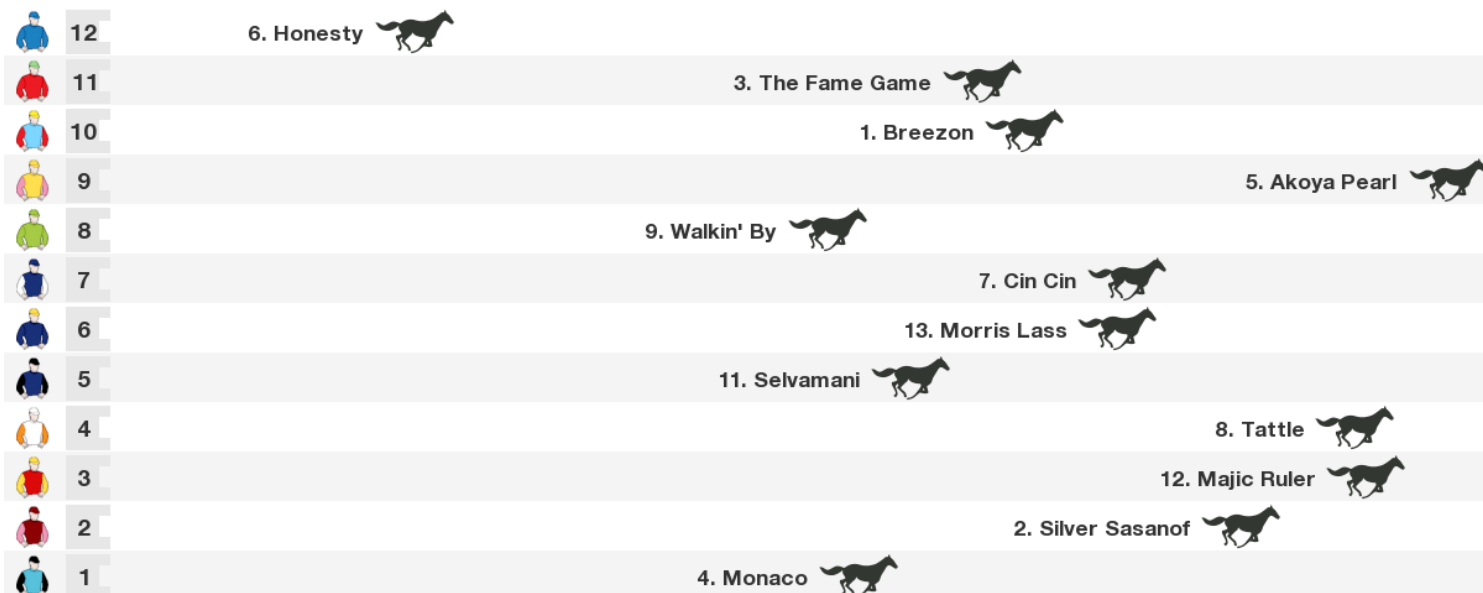 12 6. Honesty
11 3. The Fame Game
10 1. Breezon
9 5. Akoya Pearl
8 9. Walkin' By
7 7. Cin Cin
6 13. Morris Lass
5 11. Selvamani
4 8. Tattle
3 12. Majic Ruler
2 2. Silver Sasanof
1 4. Monaco